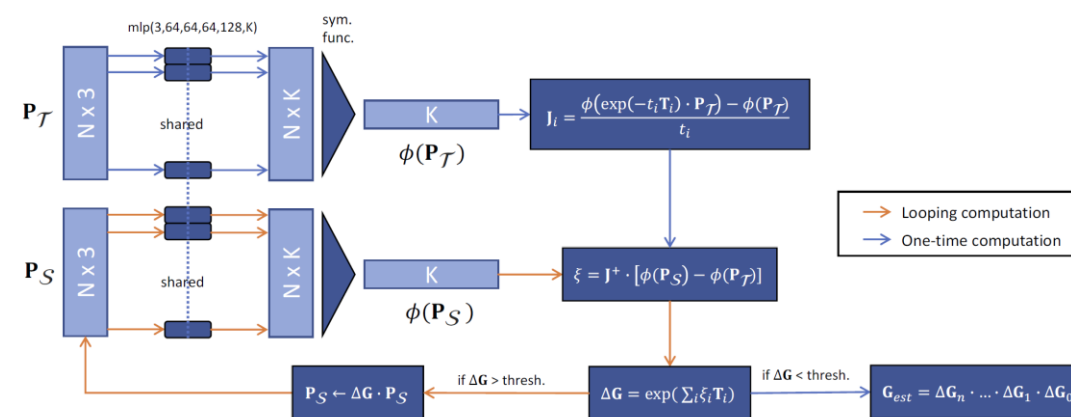 mlp(3,64,64,64,128,K)
sym.
func.
P_𝒯
N x 3
shared
N x K
K
ϕ(P_𝒯)
J_i = (ϕ(exp(−t_i T_i) · P_𝒯) − ϕ(P_𝒯)) / t_i
Looping computation
One-time computation
P_𝒮
N x 3
shared
N x K
K
ϕ(P_𝒮)
ξ = J⁺ · [ϕ(P_𝒮) − ϕ(P_𝒯)]
P_𝒮 ← ΔG · P_𝒮
if ΔG > thresh.
ΔG = exp(∑_i ξ_i T_i)
if ΔG < thresh.
G_est = ΔG_n · … · ΔG_1 · ΔG_0